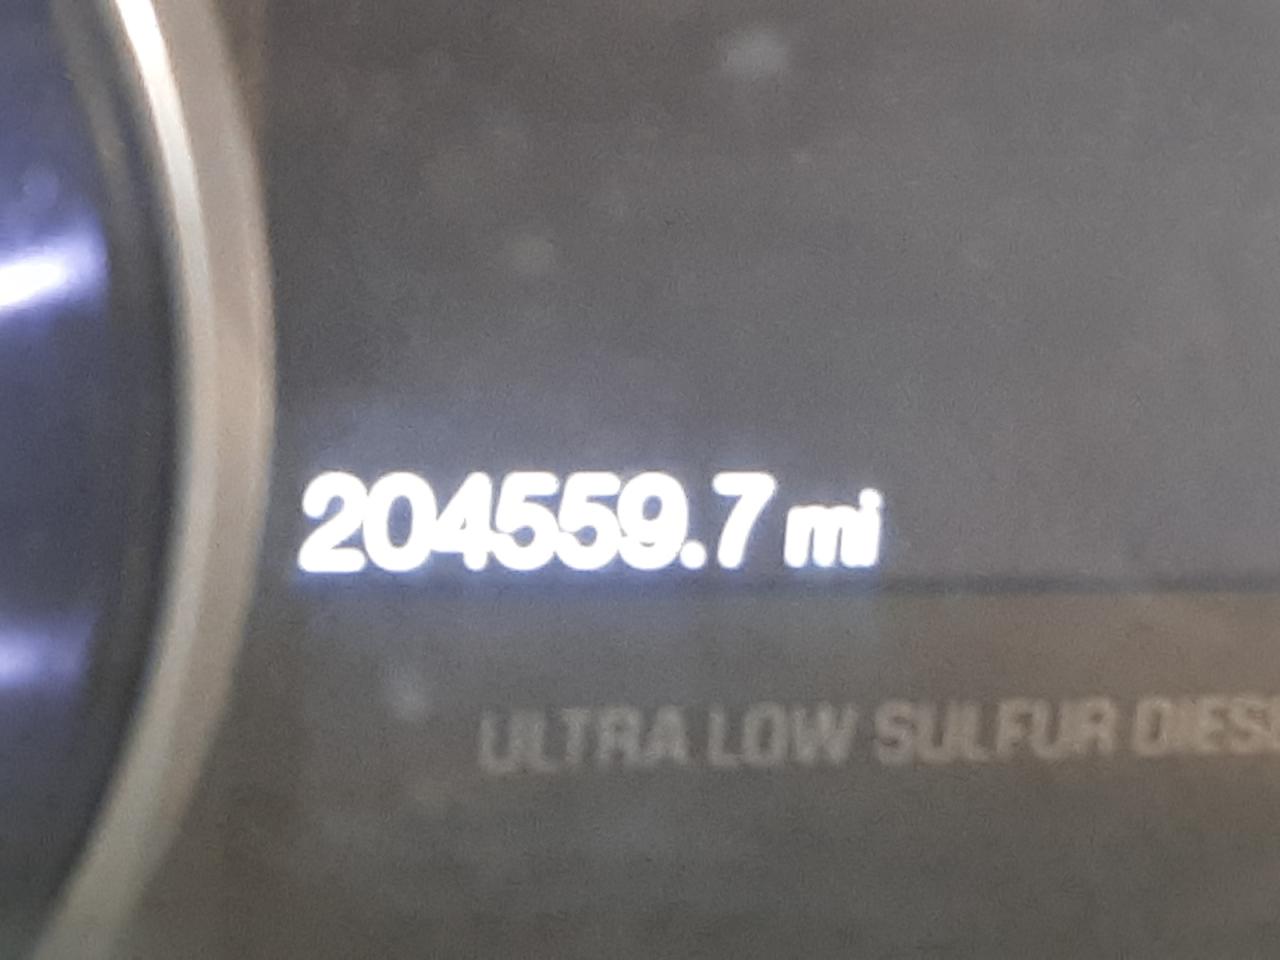 204559.7 mi
ULTRA LOW SULFUR